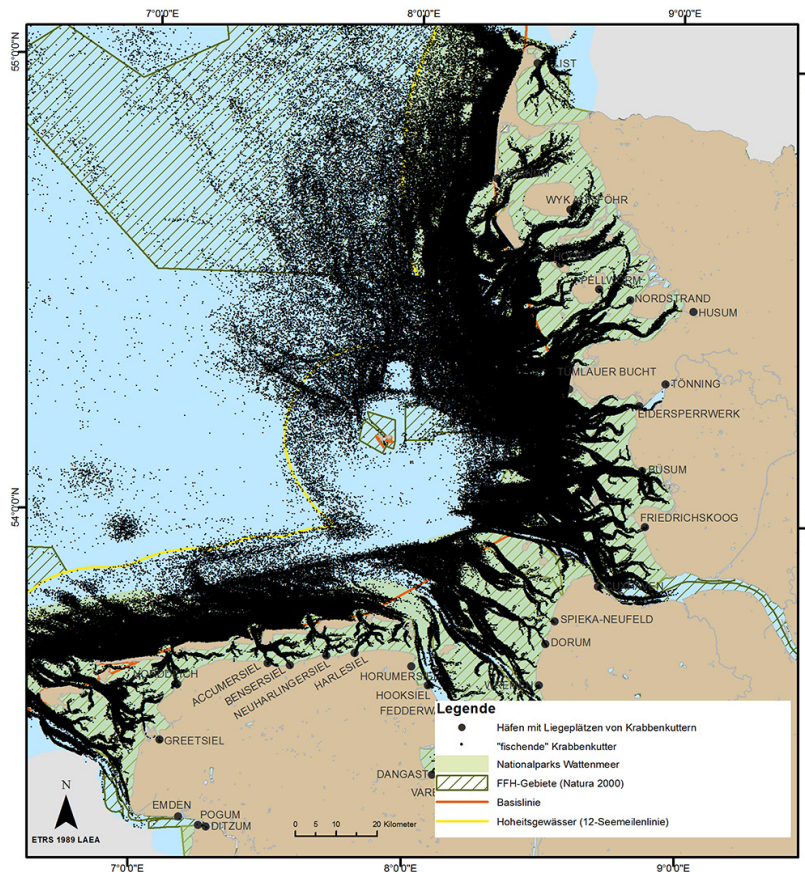 7°0'0"E
8°0'0"E
9°0'0"E
55°0'0"N
LIST
WYK AUF FÖHR
PELLWORM
NORDSTRAND
HUSUM
TÜMLAUER BUCHT
TÖNNING
EIDERSPERRWERK
BÜSUM
54°0'0"N
FRIEDRICHSKOOG
SPIEKA-NEUFELD
DORUM
NORDDEICH
ACCUMERSIEL
BENSERSIEL
NEUHARLINGERSIEL
HARLESIEL
HORUMERSIEL
HOOKSIEL
FEDDERWA
GREETSIEL
DANGAST
VARE
EMDEN
POGUM
DITZUM
Legende
Häfen mit Liegeplätzen von Krabbenkuttern
"fischende" Krabbenkutter
Nationalparks Wattenmeer
FFH-Gebiete (Natura 2000)
Basislinie
Hoheitsgewässer (12-Seemeilenlinie)
N
ETRS 1989 LAEA
0 5 10 20 Kilometer
7°0'0"E
8°0'0"E
9°0'0"E